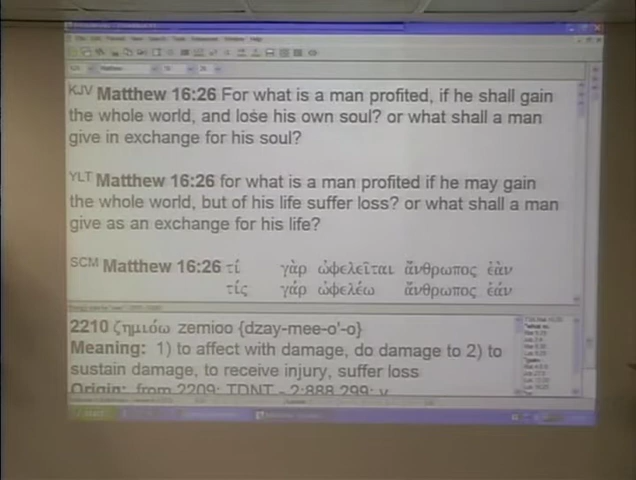 KJV Matthew 16:26 For what is a man profited, if he shall gain
the whole world, and lose his own soul? or what shall a man
give in exchange for his soul?
YLT Matthew 16:26 for what is a man profited if he may gain
the whole world, but of his life suffer loss? or what shall a man
give as an exchange for his life?
SCM Matthew 16:26 τί γὰρ ὠφελεῖται ἄνθρωπος ἐὰν
τίς γάρ ὠφελέω ἄνθρωπος ἐάν
2210 ζημιόω zemioo {dzay-mee-o'-o}
Meaning: 1) to affect with damage, do damage to 2) to
sustain damage, to receive injury, suffer loss
Origin: from 2209; TDNT - 2:888,299; v